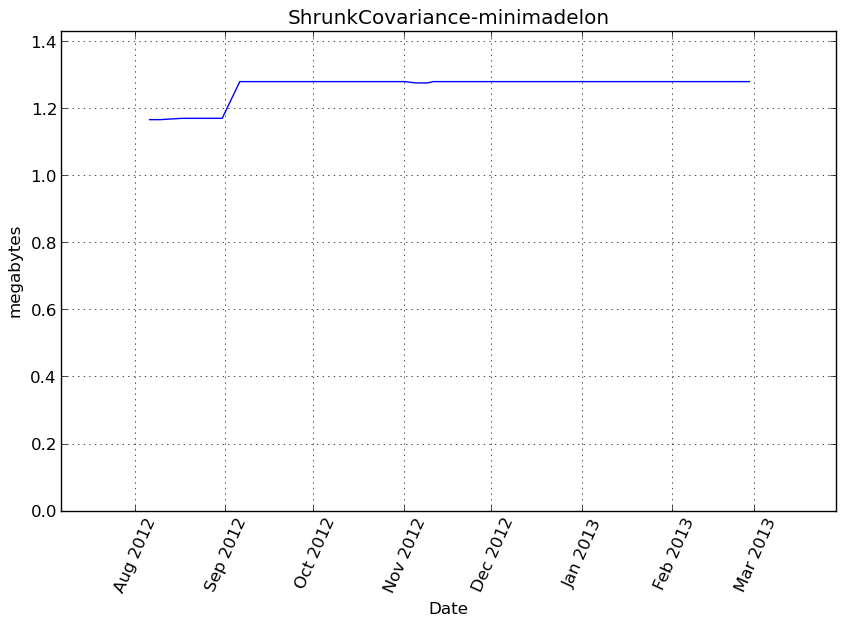 ShrunkCovariance-minimadelon
1.4
1.2
1.0
0.8
0.6
0.4
0.2
0.0
megabytes
Aug 2012
Sep 2012
Oct 2012
Nov 2012
Dec 2012
Jan 2013
Feb 2013
Mar 2013
Date